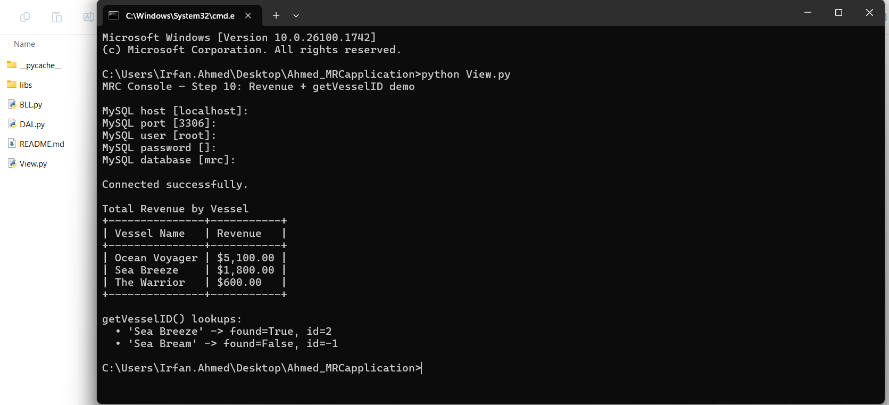 Name
__pycache__
libs
BLL.py
DAL.py
README.md
View.py
C:\Windows\System32\cmd.e
Microsoft Windows [Version 10.0.26100.1742]
(c) Microsoft Corporation. All rights reserved.
C:\Users\Irfan.Ahmed\Desktop\Ahmed_MRCapplication>python View.py
MRC Console — Step 10: Revenue + getVesselID demo
MySQL host [localhost]:
MySQL port [3306]:
MySQL user [root]:
MySQL password []:
MySQL database [mrc]:
Connected successfully.
Total Revenue by Vessel
+---------------+-----------+
| Vessel Name   | Revenue   |
+---------------+-----------+
| Ocean Voyager | $5,100.00 |
| Sea Breeze    | $1,800.00 |
| The Warrior   | $600.00   |
+---------------+-----------+
getVesselID() lookups:
• 'Sea Breeze' -> found=True, id=2
• 'Sea Bream' -> found=False, id=-1
C:\Users\Irfan.Ahmed\Desktop\Ahmed_MRCapplication>